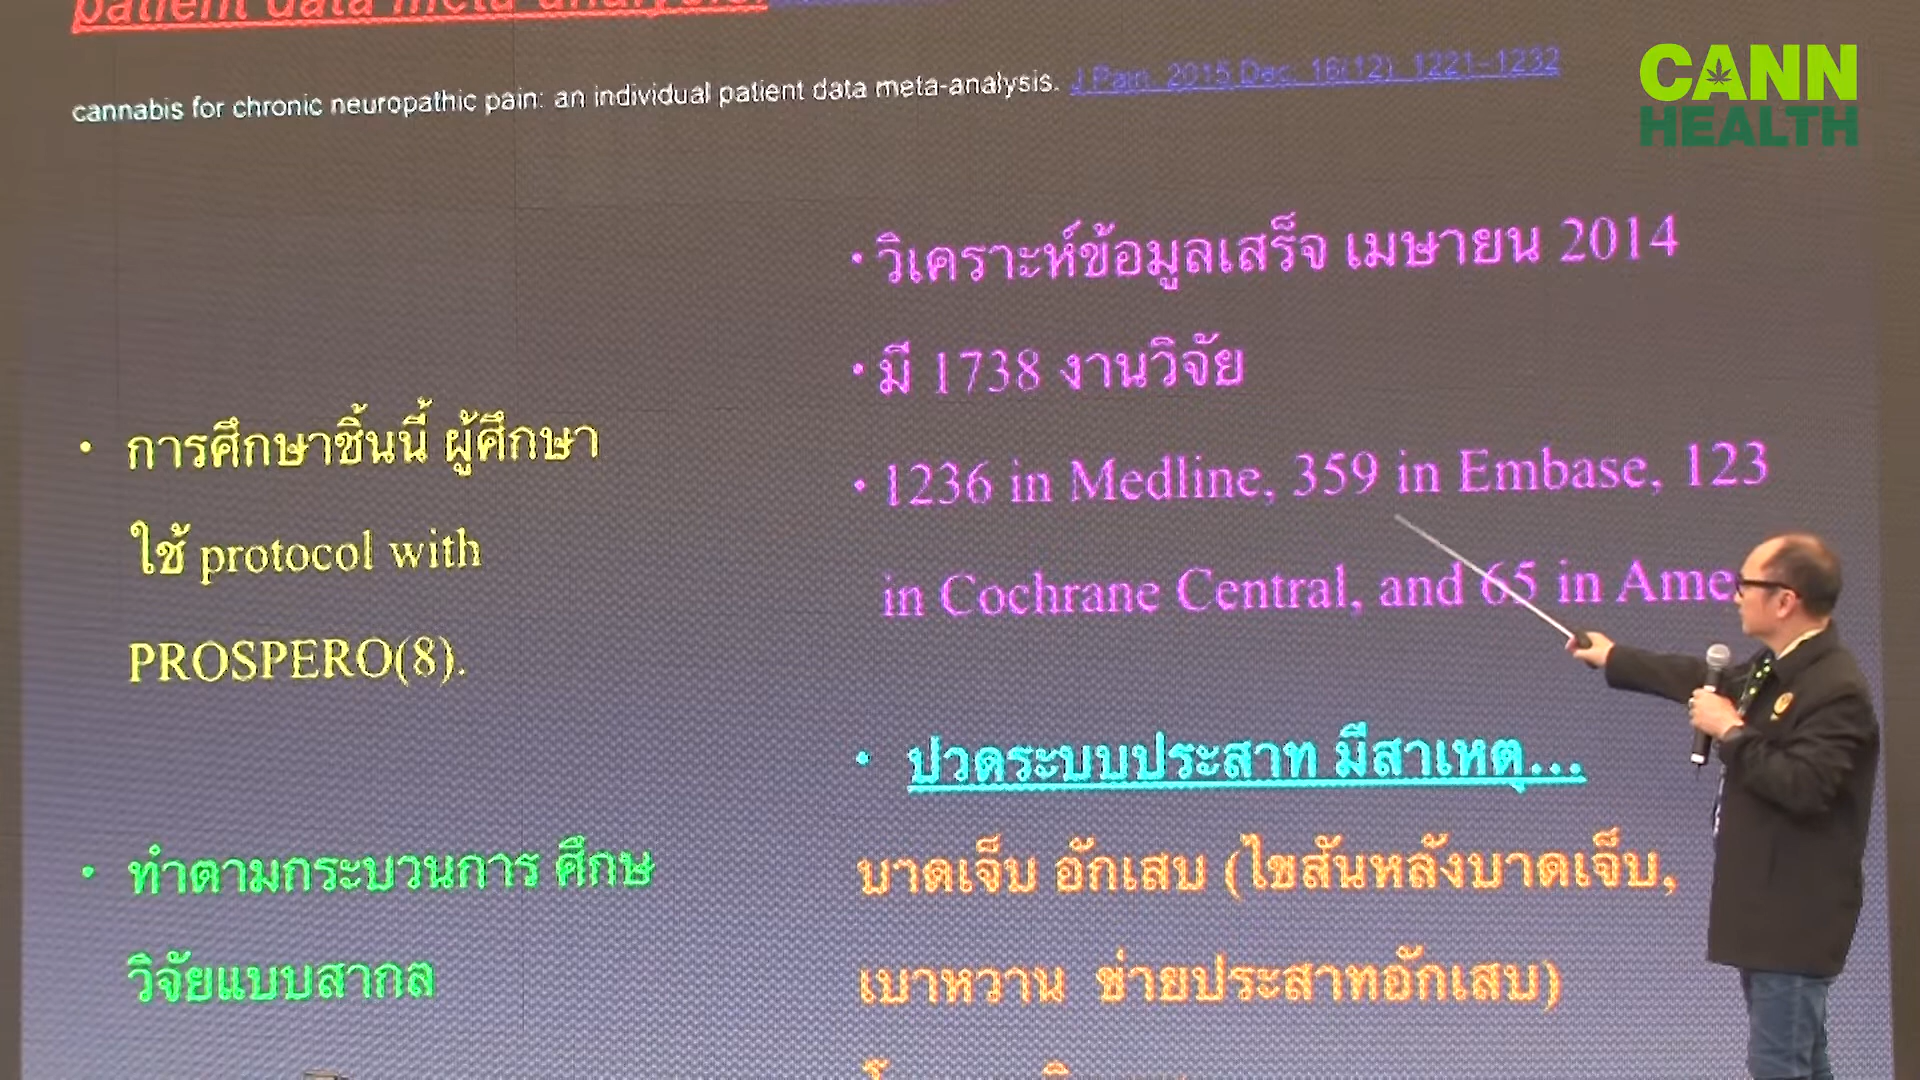 patient data meta-analysis.
cannabis for chronic neuropathic pain: an individual patient data meta-analysis. J Pain. 2015 Dec. 16(12) 1221-1232
CANN
HEALTH
• การศึกษาชิ้นนี้ ผู้ศึกษา
ใช้ protocol with
PROSPERO(8).
• ทำตามกระบวนการ ศึกษ
วิจัยแบบสากล
• วิเคราะห์ข้อมูลเสร็จ เมษายน 2014
• มี 1738 งานวิจัย
• 1236 in Medline, 359 in Embase, 123
in Cochrane Central, and 65 in Ame
• ปวดระบบประสาท มีสาเหตุ...
บาดเจ็บ อักเสบ (ไขสันหลังบาดเจ็บ,
เบาหวาน ข่ายประสาทอักเสบ)